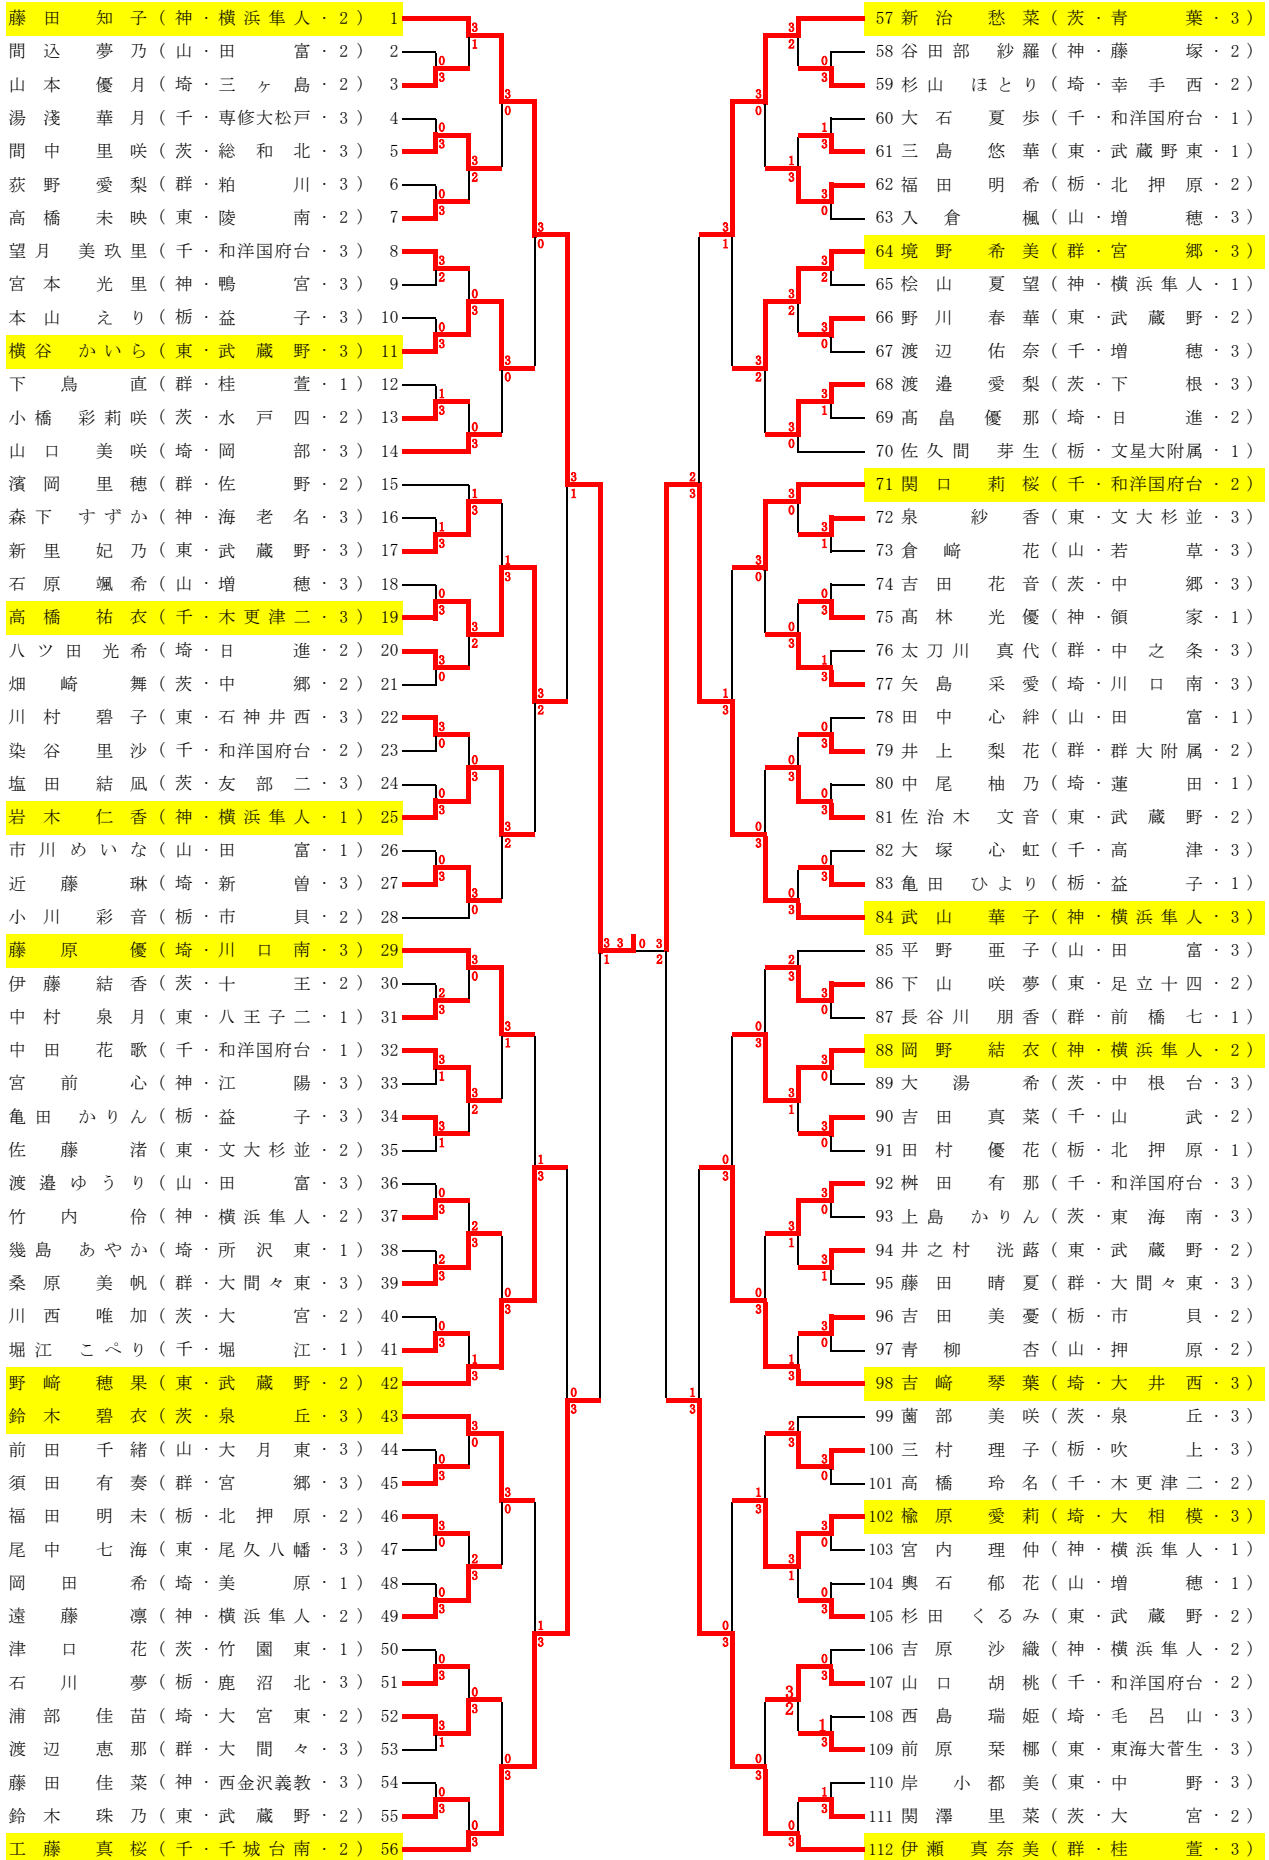 藤田 知子（神・横浜隼人・2） 1
間込 夢乃（山・田富・2） 2
山本 優月（埼・三ヶ島・2） 3
湯淺 華月（千・専修大松戸・3） 4
間中 里咲（茨・総和北・3） 5
荻野 愛梨（群・粕川・3） 6
高橋 未映（東・陵南・2） 7
望月 美玖里（千・和洋国府台・3） 8
宮本 光里（神・鴨宮・3） 9
本山 えり（栃・益子・3） 10
横谷 かいら（東・武蔵野・3） 11
下鳥 直（群・桂萱・1） 12
小橋 彩莉咲（茨・水戸四・2） 13
山口 美咲（埼・岡部・3） 14
濱岡 里穂（群・佐野・2） 15
森下 すずか（神・海老名・3） 16
新里 妃乃（東・武蔵野・3） 17
石原 颯希（山・増穂・3） 18
高橋 祐衣（千・木更津二・3） 19
八ツ田 光希（埼・日進・2） 20
畑崎 舞（茨・中郷・2） 21
川村 碧子（東・石神井西・3） 22
染谷 里沙（千・和洋国府台・2） 23
塩田 結凪（茨・友部二・3） 24
岩木 仁香（神・横浜隼人・1） 25
市川 めいな（山・田富・1） 26
近藤 琳（埼・新曽・3） 27
小川 彩音（栃・市貝・2） 28
藤原 優（埼・川口南・3） 29
伊藤 結香（茨・十王・2） 30
中村 泉月（東・八王子二・1） 31
中田 花歌（千・和洋国府台・1） 32
宮前 心（神・江陽・3） 33
亀田 かりん（栃・益子・3） 34
佐藤 渚（東・文大杉並・2） 35
渡邉 ゆうり（山・田富・3） 36
竹内 伶（神・横浜隼人・2） 37
幾島 あやか（埼・所沢東・1） 38
桑原 美帆（群・大間々東・3） 39
川西 唯加（茨・大宮・2） 40
堀江 こペり（千・堀江・1） 41
野﨑 穂果（東・武蔵野・2） 42
鈴木 碧衣（茨・泉丘・3） 43
前田 千緒（山・大月東・3） 44
須田 有奏（群・宮郷・3） 45
福田 明未（栃・北押原・2） 46
尾中 七海（東・尾久八幡・3） 47
岡田 希（埼・美原・1） 48
遠藤 凛（神・横浜隼人・2） 49
津口 花（茨・竹園東・1） 50
石川 夢（栃・鹿沼北・3） 51
浦部 佳苗（埼・大宮東・2） 52
渡辺 恵那（群・大間々・3） 53
藤田 佳菜（神・西金沢義教・3） 54
鈴木 珠乃（東・武蔵野・2） 55
工藤 真桜（千・千城台南・2） 56
3 3 0 3
1 2
57 新治 愁菜（茨・青葉・3）
58 谷田部 紗羅（神・藤塚・2）
59 杉山 ほとり（埼・幸手西・2）
60 大石 夏歩（千・和洋国府台・1）
61 三島 悠華（東・武蔵野東・1）
62 福田 明希（栃・北押原・2）
63 入倉 楓（山・増穂・3）
64 境野 希美（群・宮郷・3）
65 桧山 夏望（神・横浜隼人・1）
66 野川 春華（東・武蔵野・2）
67 渡辺 佑奈（千・増穂・3）
68 渡邉 愛梨（茨・下根・3）
69 髙畠 優那（埼・日進・2）
70 佐久間 芽生（栃・文星大附属・1）
71 関口 莉桜（千・和洋国府台・2）
72 泉 紗香（東・文大杉並・3）
73 倉﨑 花（山・若草・3）
74 吉田 花音（茨・中郷・3）
75 髙林 光優（神・領家・1）
76 太刀川 真代（群・中之条・3）
77 矢島 采愛（埼・川口南・3）
78 田中 心絆（山・田富・1）
79 井上 梨花（群・群大附属・2）
80 中尾 柚乃（埼・蓮田・1）
81 佐治木 文音（東・武蔵野・2）
82 大塚 心虹（千・高津・3）
83 亀田 ひより（栃・益子・1）
84 武山 華子（神・横浜隼人・3）
85 平野 亜子（山・田富・3）
86 下山 咲夢（東・足立十四・2）
87 長谷川 朋香（群・前橋七・1）
88 岡野 結衣（神・横浜隼人・2）
89 大湯 希（茨・中根台・3）
90 吉田 真菜（千・山武・2）
91 田村 優花（栃・北押原・1）
92 桝田 有那（千・和洋国府台・3）
93 上島 かりん（茨・東海南・3）
94 井之村 洸蕗（東・武蔵野・2）
95 藤田 晴夏（群・大間々東・3）
96 吉田 美憂（栃・市貝・2）
97 青柳 杏（山・押原・2）
98 吉﨑 琴葉（埼・大井西・3）
99 薗部 美咲（茨・泉丘・3）
100 三村 理子（栃・吹上・3）
101 高橋 玲名（千・木更津二・2）
102 楡原 愛莉（埼・大相模・3）
103 宮内 理仲（神・横浜隼人・1）
104 輿石 郁花（山・増穂・1）
105 杉田 くるみ（東・武蔵野・2）
106 吉原 沙織（神・横浜隼人・2）
107 山口 胡桃（千・和洋国府台・2）
108 西島 瑞姫（埼・毛呂山・3）
109 前原 栞梛（東・東海大菅生・3）
110 岸 小都美（東・中野・3）
111 関澤 里菜（茨・大宮・2）
112 伊瀬 真奈美（群・桂萱・3）